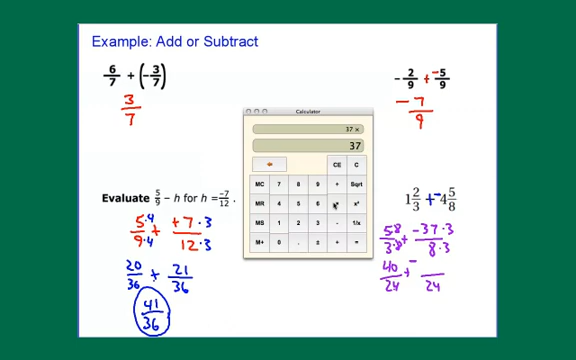 Example: Add or Subtract
6/7 + (-3/7)
3/7
- 2/9 + -5/9
-7/9
Calculator
37 ×
37
CE C
MC 7 8 9 ÷ Sqrt
MR 4 5 6 x²
MS 1 2 3 - 1/x
M+ 0 . ± + =
Evaluate 5/9 – h for h = -7/12 .
5·4/9·4 + +7·3/12·3
20/36 + 21/36
41/36
1 2/3 + -4 5/8
5·8/3·8 + -37·3/8·3
40/24 + - /24